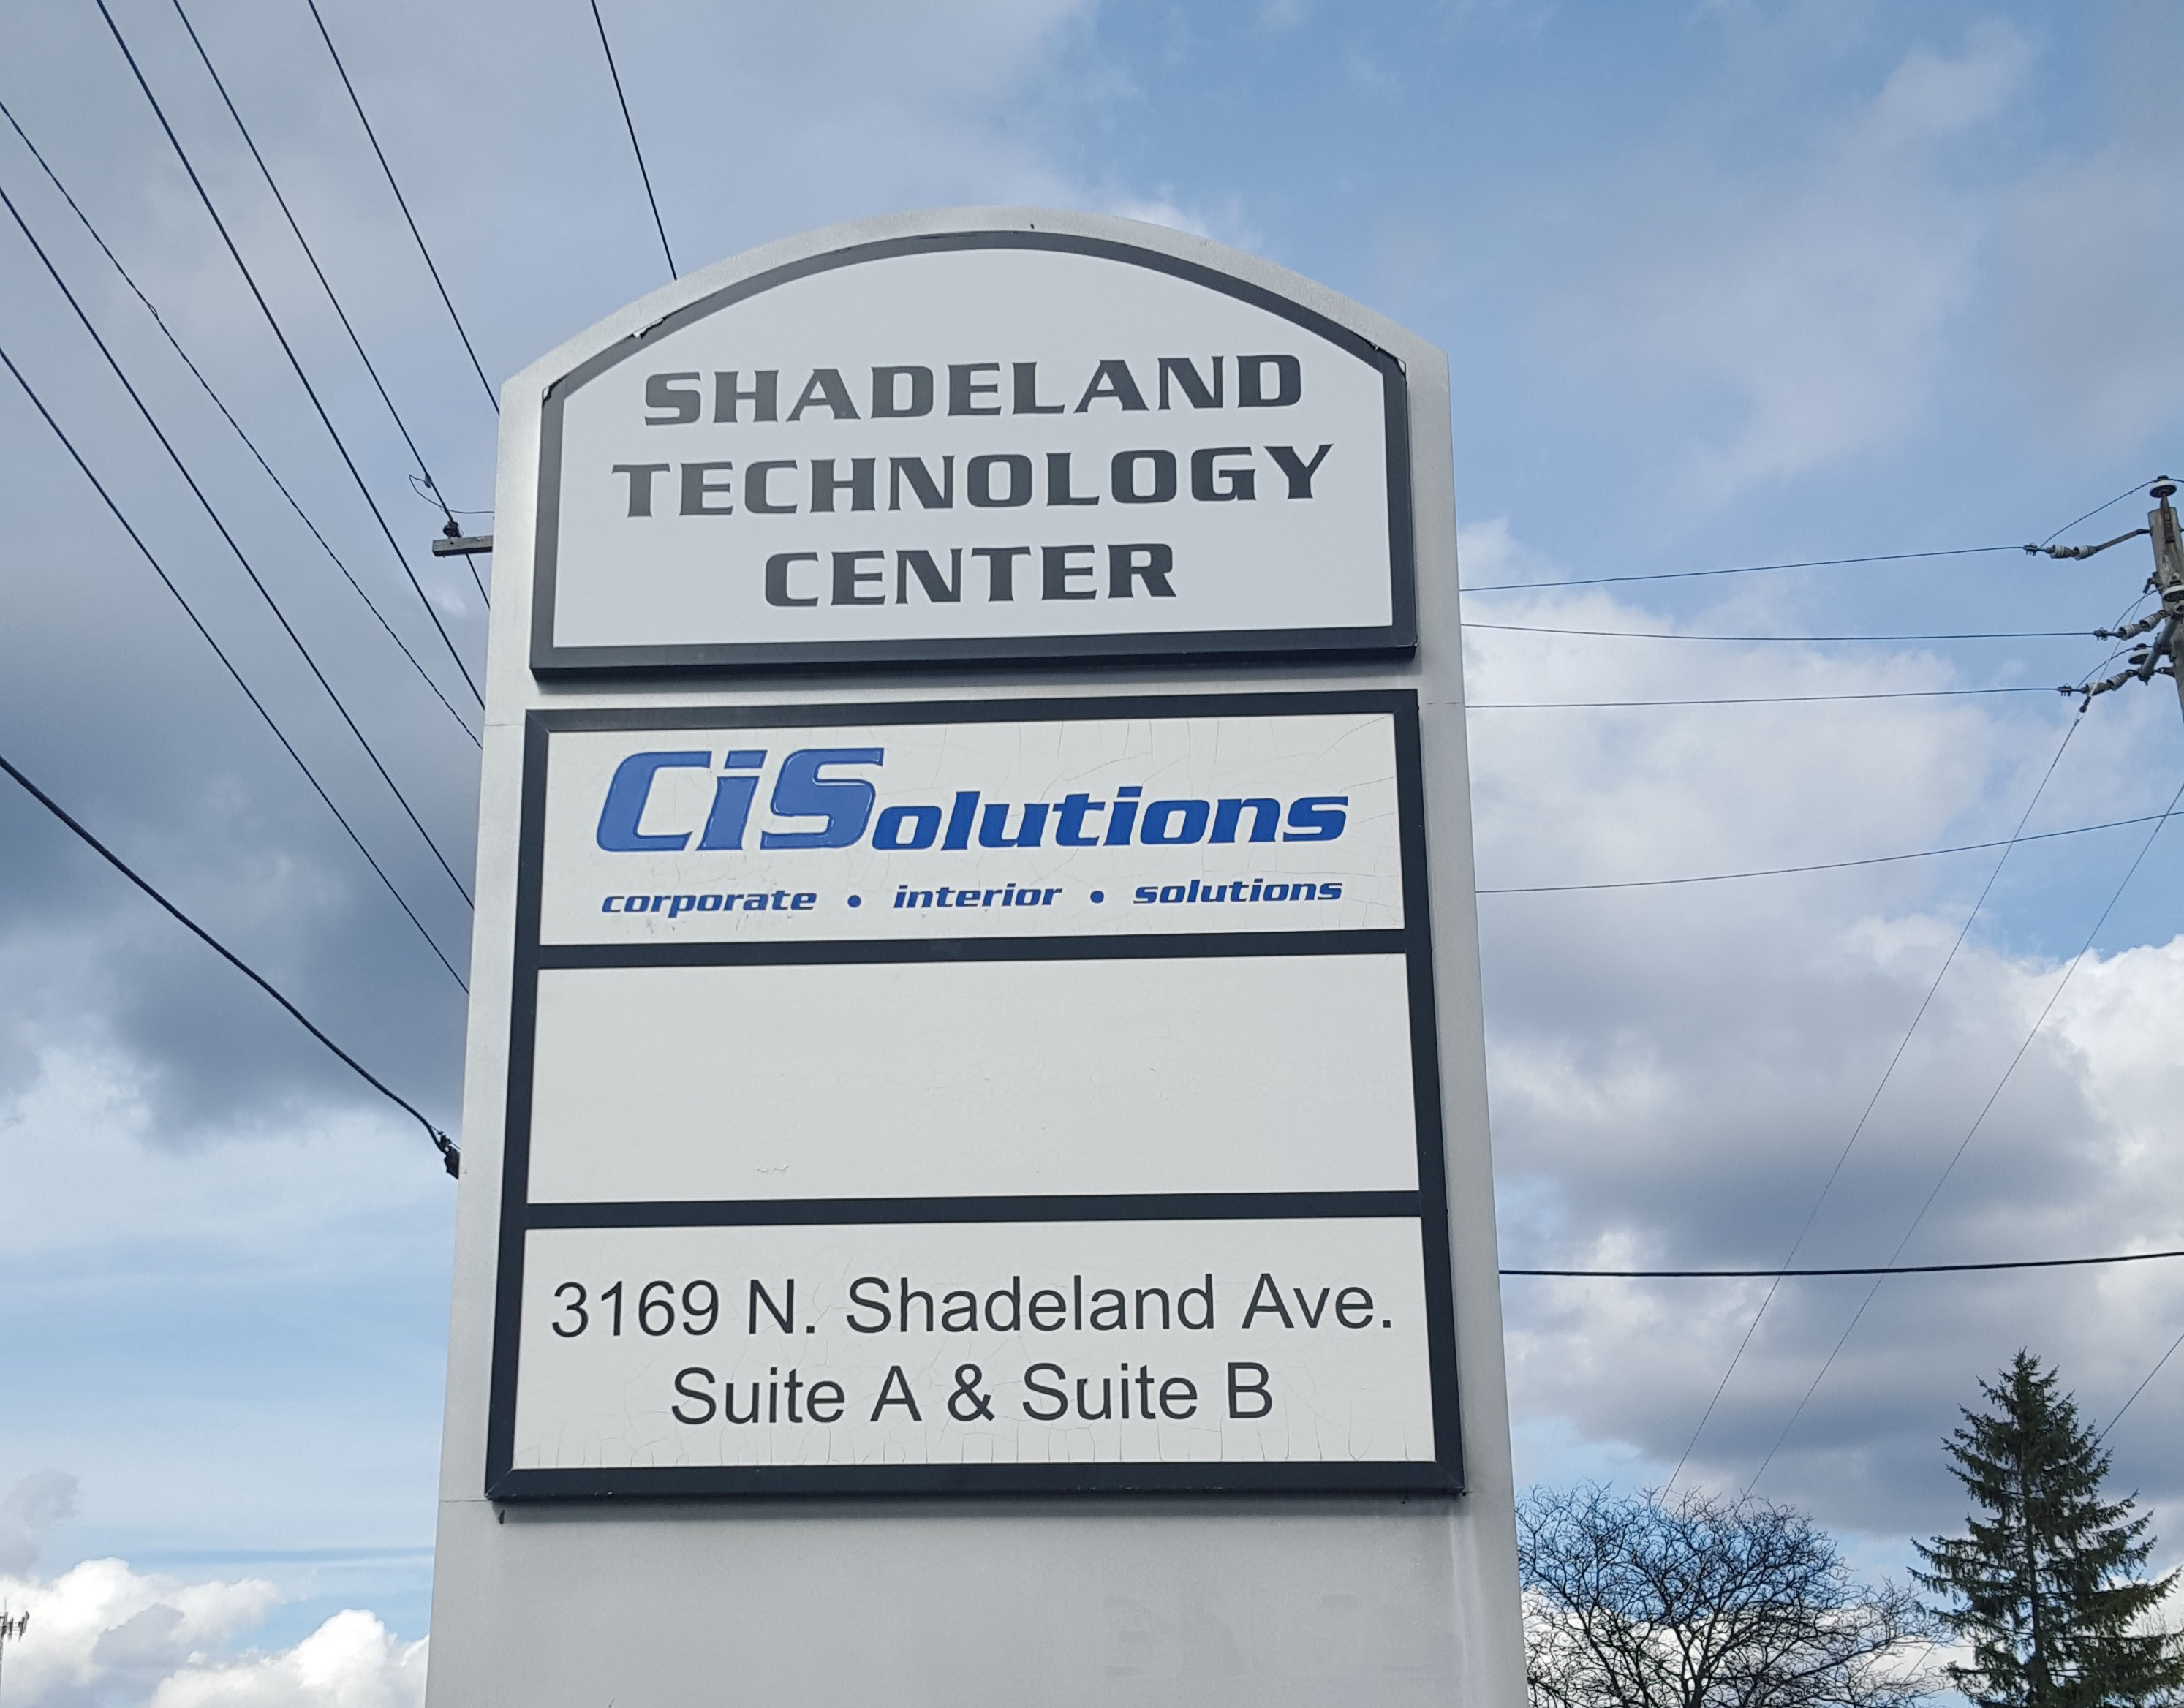 SHADELAND
TECHNOLOGY
CENTER
CiSolutions
corporate • interior • solutions
3169 N. Shadeland Ave.
Suite A & Suite B